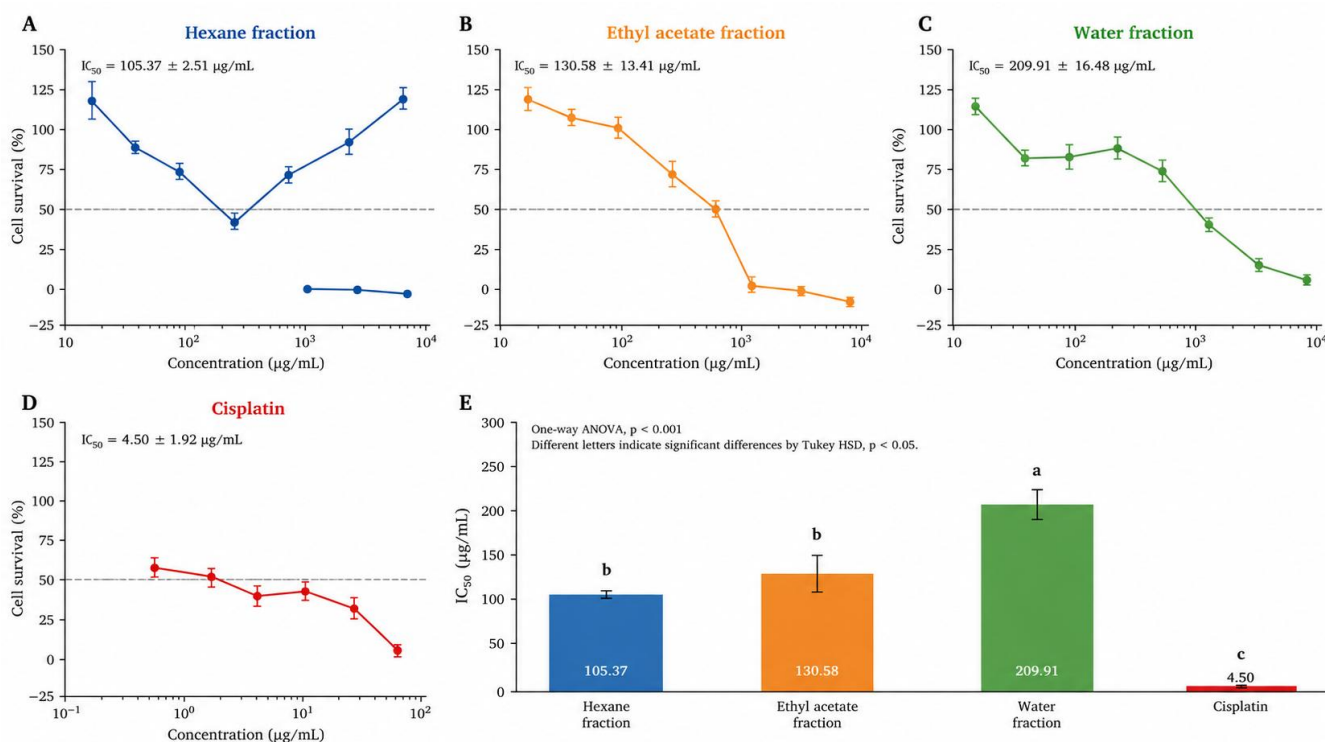 A
Hexane fraction
IC50 = 105.37 ± 2.51 µg/mL
Cell survival (%)
150
125
100
75
50
25
0
−25
10
10²
10³
10⁴
Concentration (µg/mL)
B
Ethyl acetate fraction
IC50 = 130.58 ± 13.41 µg/mL
Cell survival (%)
150
125
100
75
50
25
0
−25
10
10²
10³
10⁴
Concentration (µg/mL)
C
Water fraction
IC50 = 209.91 ± 16.48 µg/mL
Cell survival (%)
150
125
100
75
50
25
0
−25
10
10²
10³
10⁴
Concentration (µg/mL)
D
Cisplatin
IC50 = 4.50 ± 1.92 µg/mL
Cell survival (%)
150
100
75
50
25
0
−25
10⁻¹
10⁰
10¹
10²
Concentration (µg/mL)
E
One-way ANOVA, p < 0.001
Different letters indicate significant differences by Tukey HSD, p < 0.05.
IC50 (µg/mL)
300
250
200
150
100
50
0
b
b
a
c
105.37
130.58
209.91
4.50
Hexane
fraction
Ethyl acetate
fraction
Water
fraction
Cisplatin